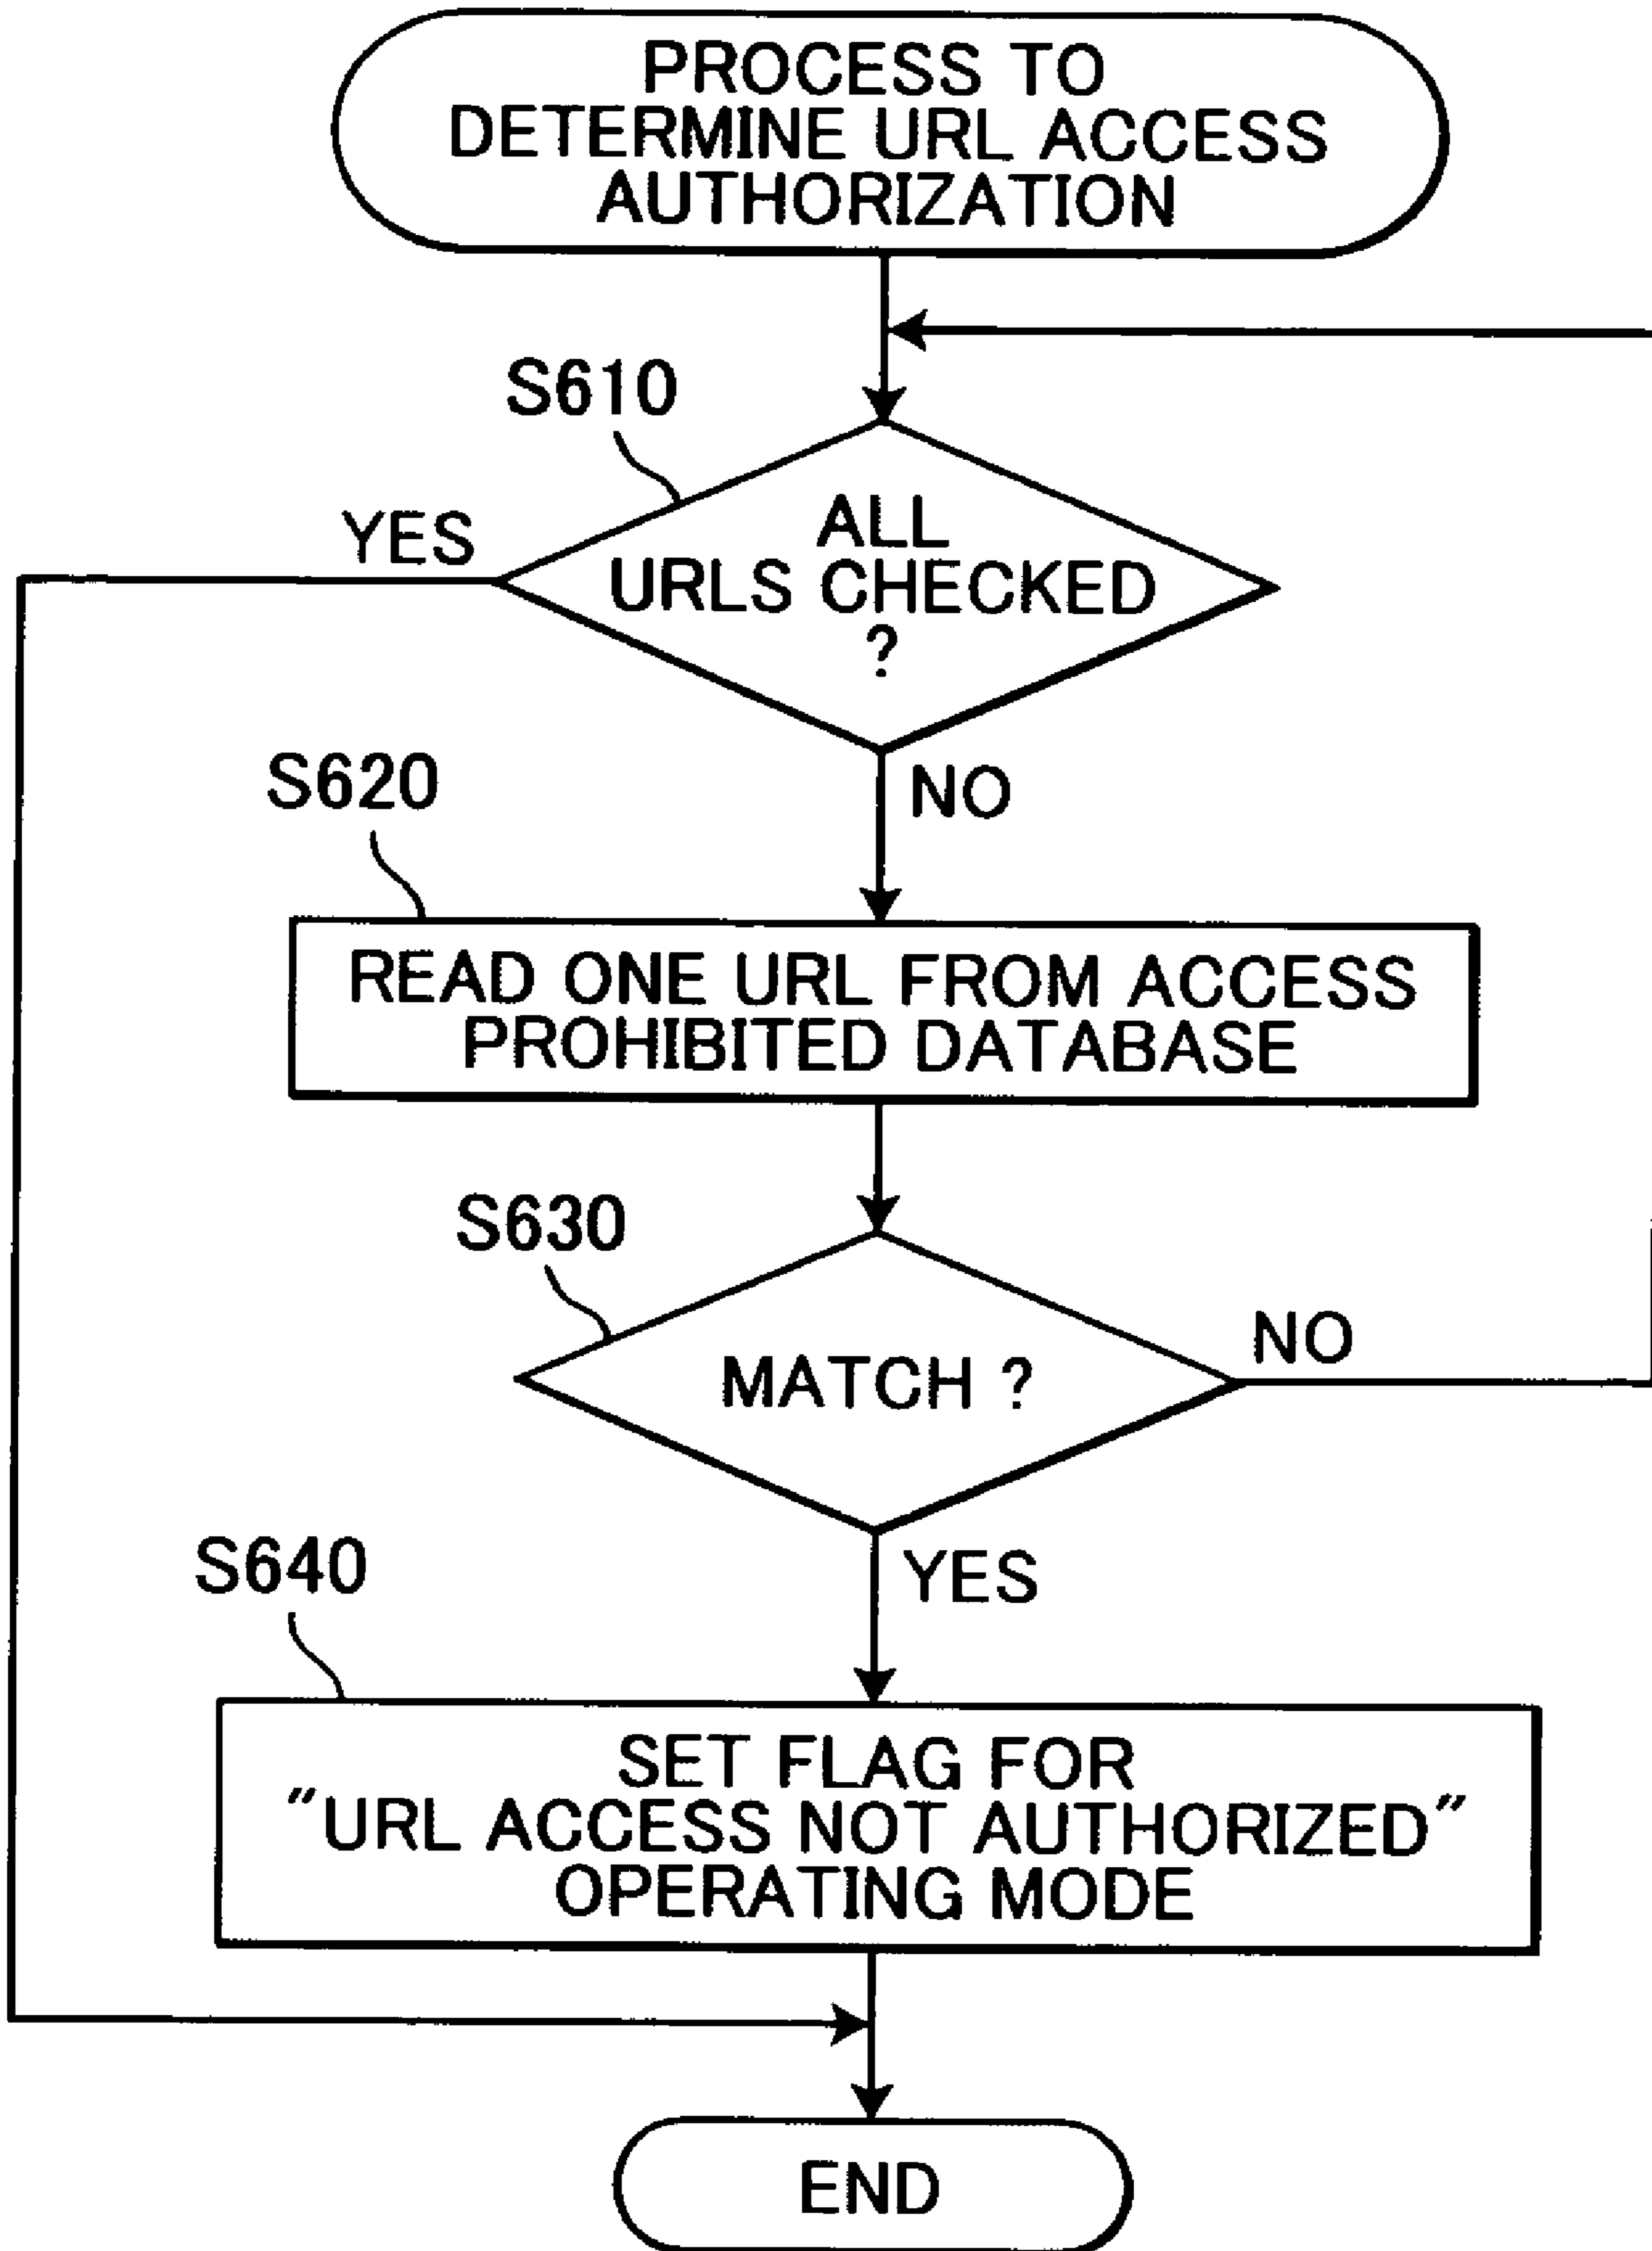 PROCESS TO
DETERMINE URL ACCESS
AUTHORIZATION
S610
YES
ALL
URLS CHECKED
?
NO
S620
READ ONE URL FROM ACCESS
PROHIBITED DATABASE
S630
MATCH ?
NO
YES
S640
SET FLAG FOR
"URL ACCESS NOT AUTHORIZED"
OPERATING MODE
END